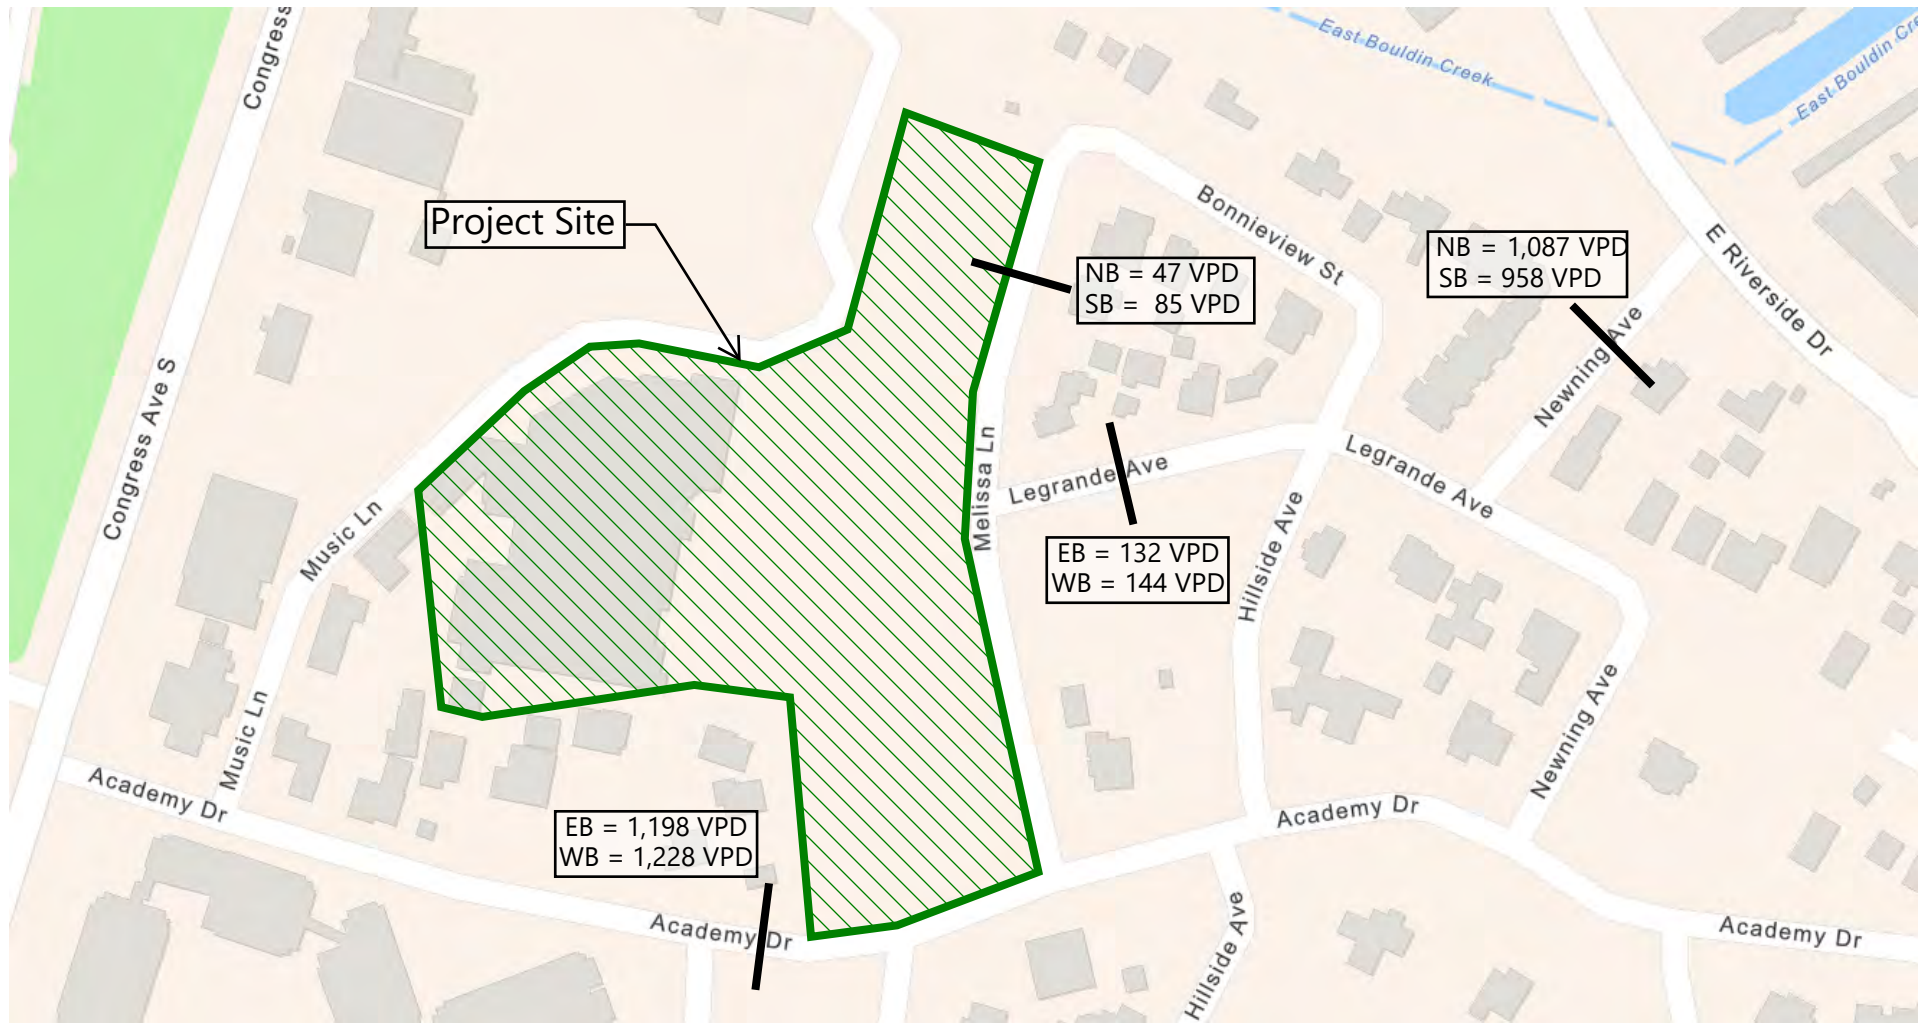 Congress
East Bouldin Creek
East Bouldin Cre
Project Site
Bonnieview St
E Riverside Dr
NB = 47 VPD
SB = 85 VPD
NB = 1,087 VPD
SB = 958 VPD
Newning Ave
Congress Ave S
Melissa Ln
Legrande Ave
Legrande Ave
Music Ln
Hillside Ave
EB = 132 VPD
WB = 144 VPD
Music Ln
Newning Ave
Academy Dr
Academy Dr
EB = 1,198 VPD
WB = 1,228 VPD
Academy Dr
Hillside Ave
Academy Dr